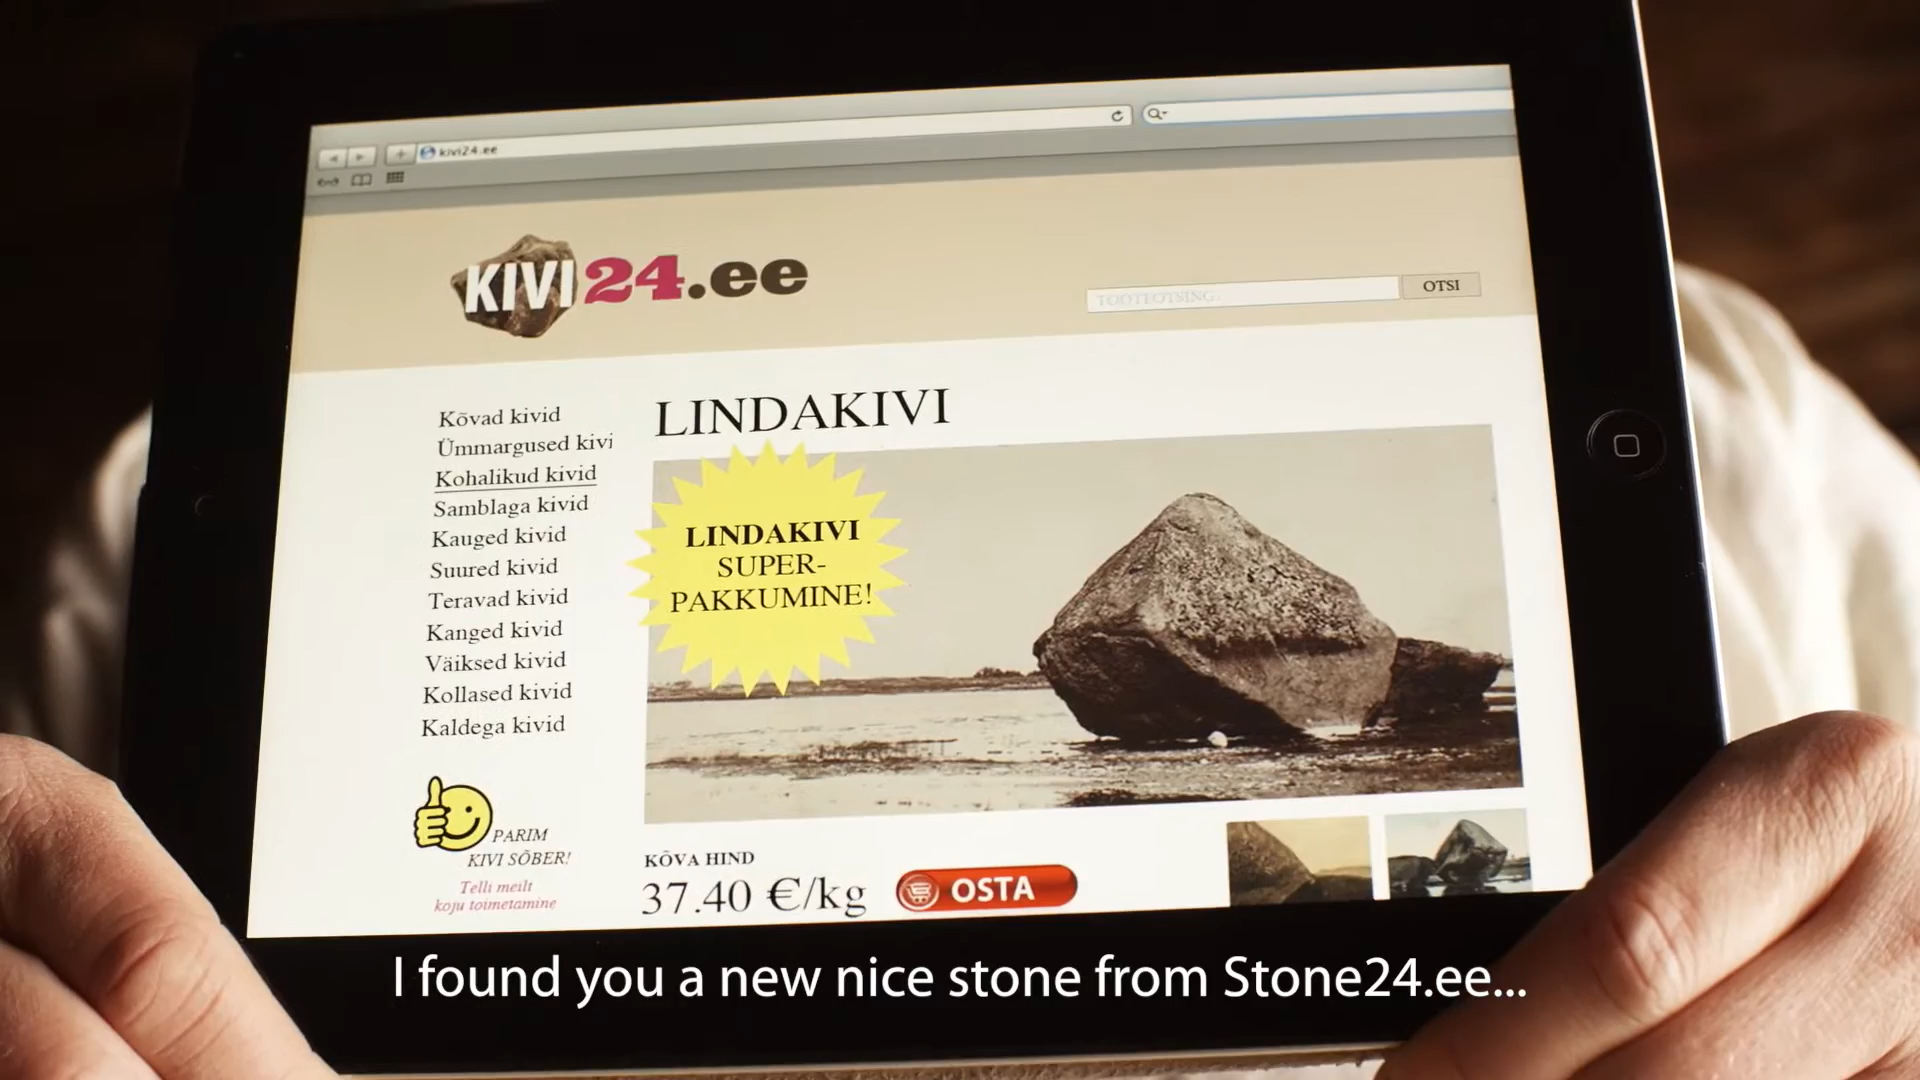 kivi24.ee
KIVI24.ee
TOOTEOTSING
OTSI
Kõvad kivid
Ümmargused kivi
Kohalikud kivid
Samblaga kivid
Kauged kivid
Suured kivid
Teravad kivid
Kanged kivid
Väiksed kivid
Kollased kivid
Kaldega kivid
PARIM
KIVI SÕBER!
Telli meilt
koju toimetamine
LINDAKIVI
LINDAKIVI
SUPER-
PAKKUMINE!
KÕVA HIND
37.40 €/kg
OSTA
I found you a new nice stone from Stone24.ee...